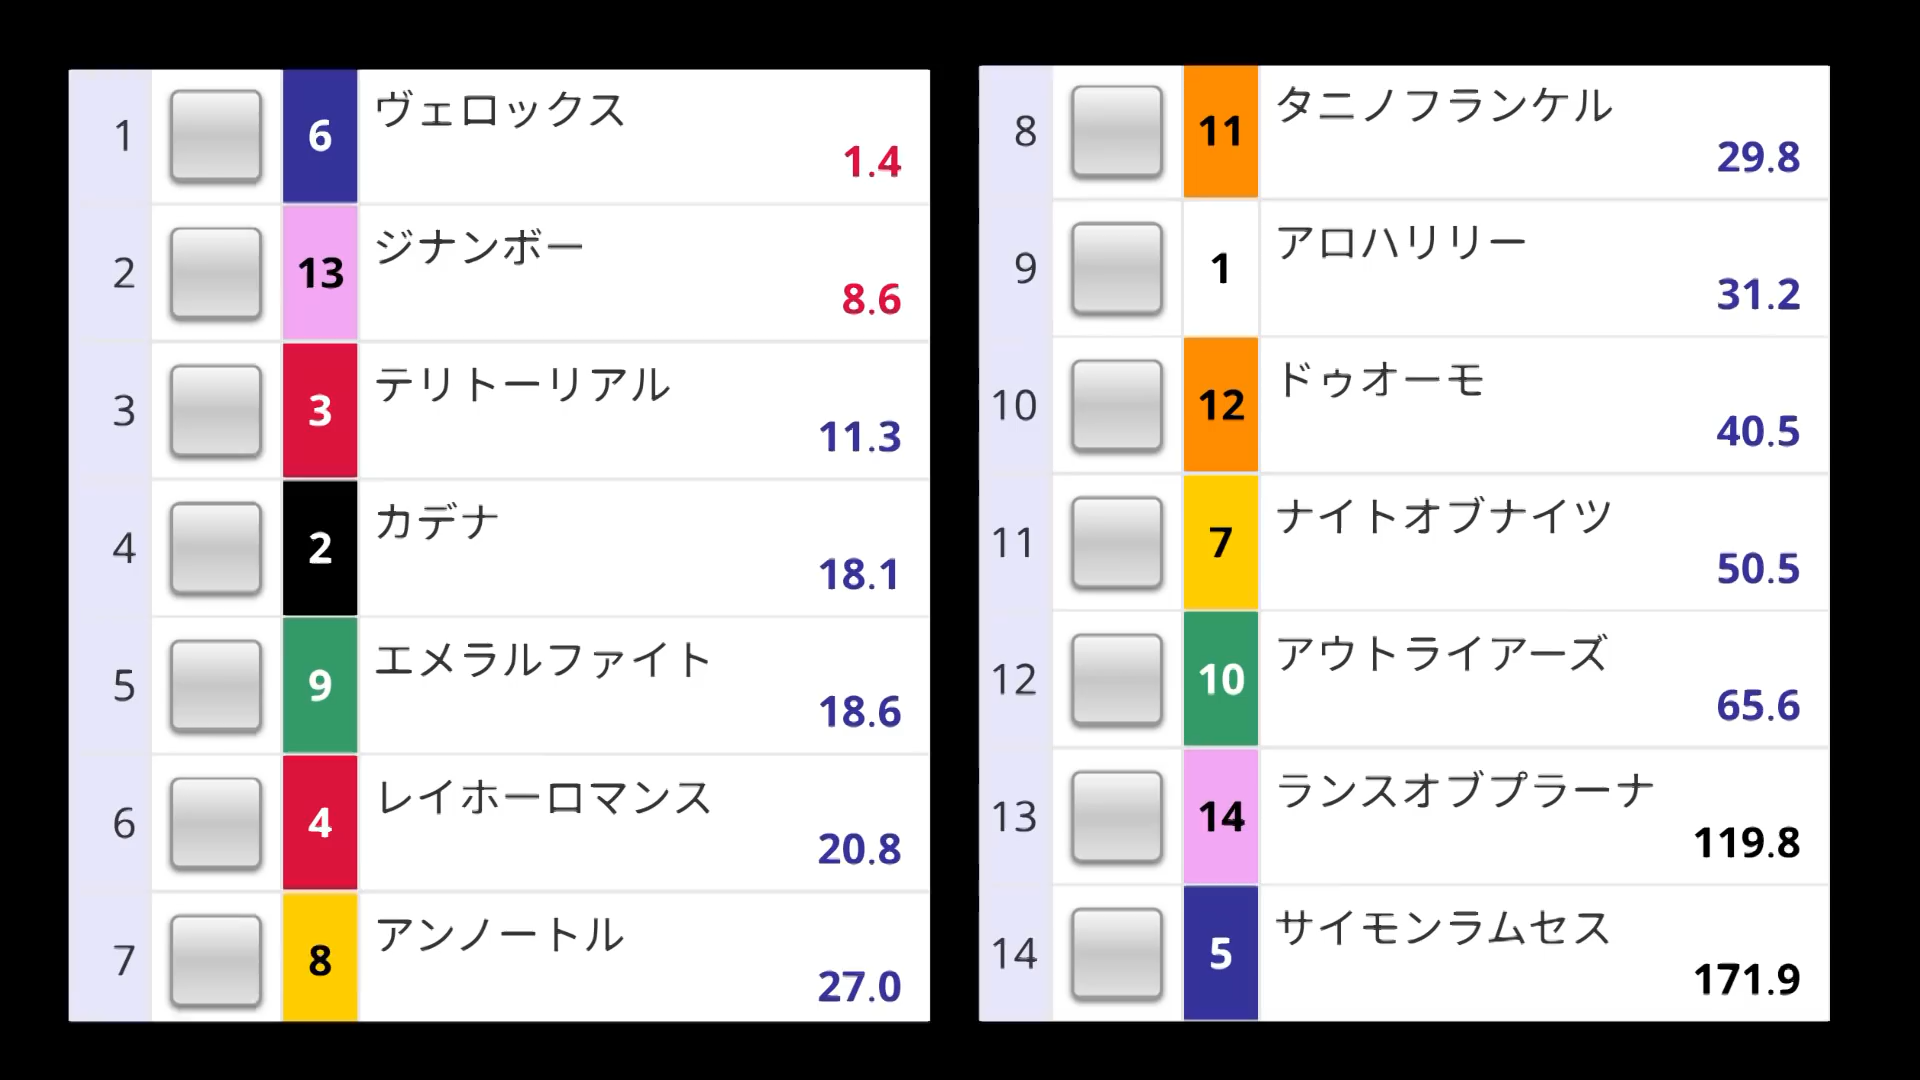 1 6 ヴェロックス 1.4
2 13 ジナンボー 8.6
3 3 テリトーリアル 11.3
4 2 カデナ 18.1
5 9 エメラルファイト 18.6
6 4 レイホーロマンス 20.8
7 8 アンノートル 27.0
8 11 タニノフランケル 29.8
9 1 アロハリリー 31.2
10 12 ドゥオーモ 40.5
11 7 ナイトオブナイツ 50.5
12 10 アウトライアーズ 65.6
13 14 ランスオブプラーナ 119.8
14 5 サイモンラムセス 171.9